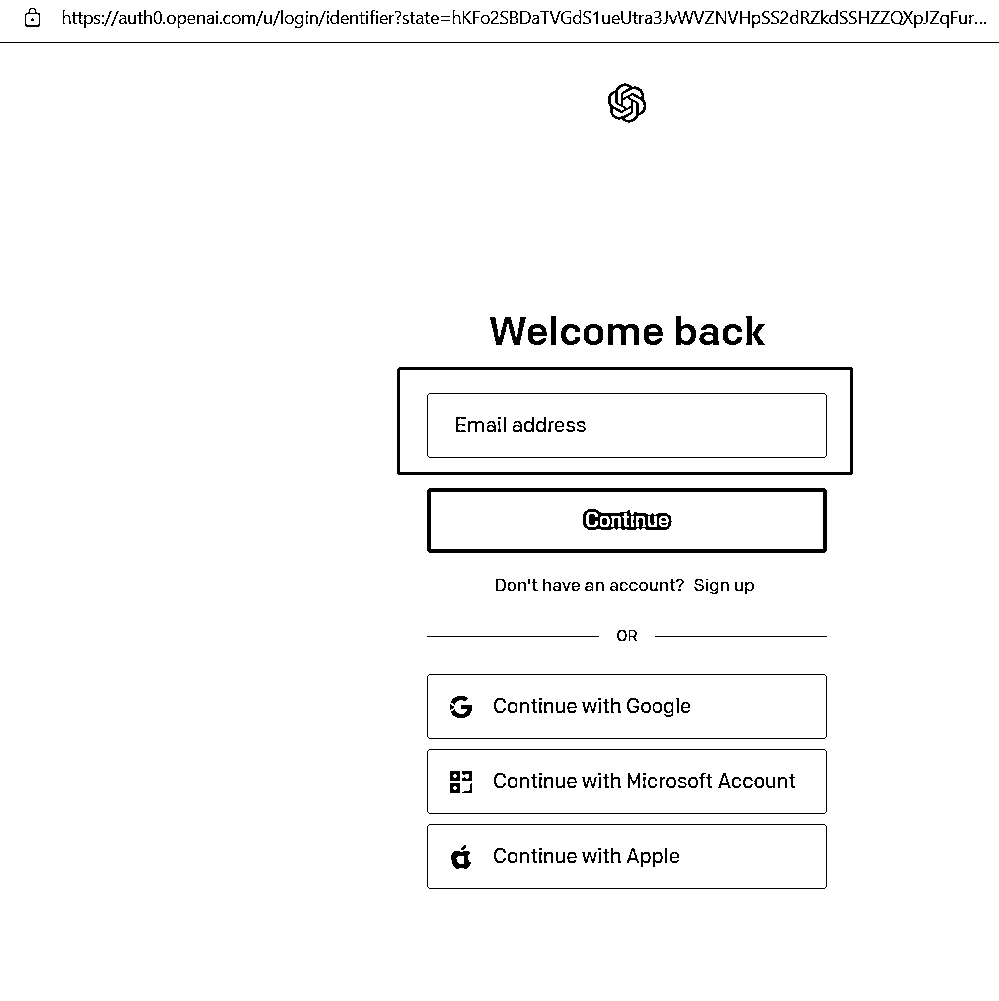 https://auth0.openai.com/u/login/identifier?state=hKFo2SBDaTVGdS1ueUtra3JvWVZNVHpSS2dRZkdSSHZZQXpJZqFur...
Welcome back
Email address
Continue
Don't have an account? Sign up
OR
Continue with Google
Continue with Microsoft Account
Continue with Apple